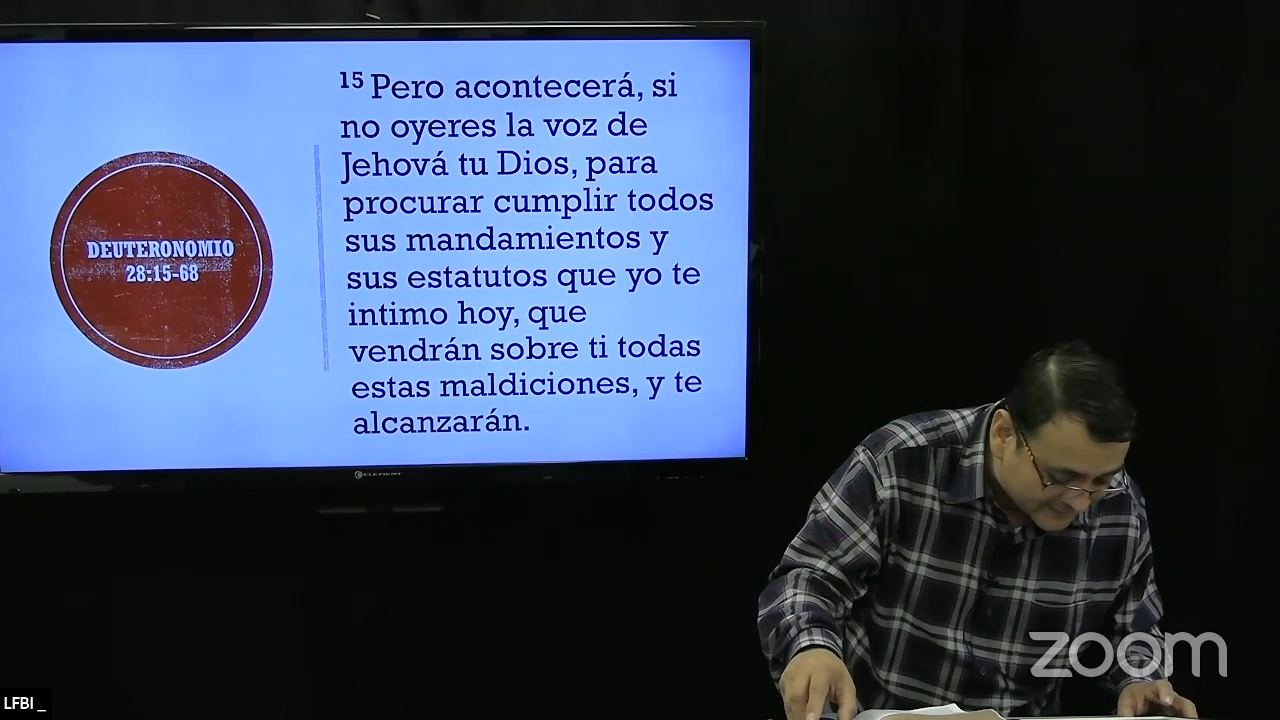 DEUTERONOMIO
28:15-68
15 Pero acontecerá, si
no oyeres la voz de
Jehová tu Dios, para
procurar cumplir todos
sus mandamientos y
sus estatutos que yo te
intimo hoy, que
vendrán sobre ti todas
estas maldiciones, y te
alcanzarán.
ELEMENT
zoom
LFBI _